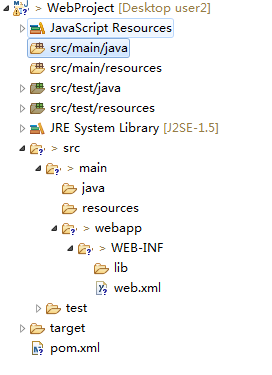 > WebProject [Desktop user2]
JavaScript Resources
src/main/java
src/main/resources
src/test/java
src/test/resources
JRE System Library [J2SE-1.5]
> src
> main
java
resources
> webapp
> WEB-INF
lib
web.xml
test
target
pom.xml